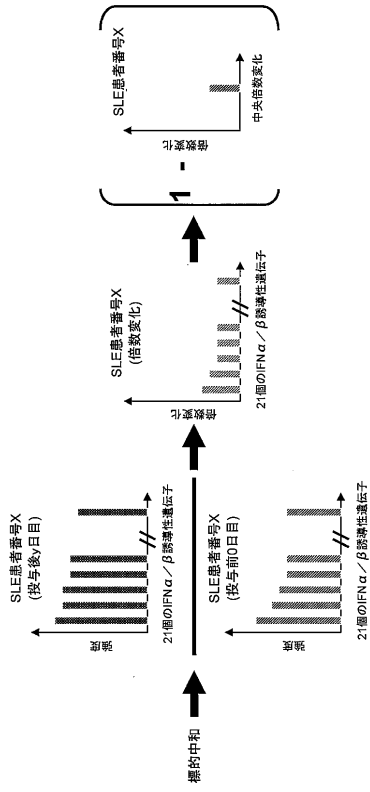 標的中和
SLE患者番号X
(投与後y日目)
強度
21個のIFNα/β誘導性遺伝子
SLE患者番号X
(投与前0日目)
強度
21個のIFNα/β誘導性遺伝子
SLE患者番号X
(倍数変化)
倍数変化
21個のIFNα/β誘導性遺伝子
1 -
SLE患者番号X
倍数変化
中央倍数変化